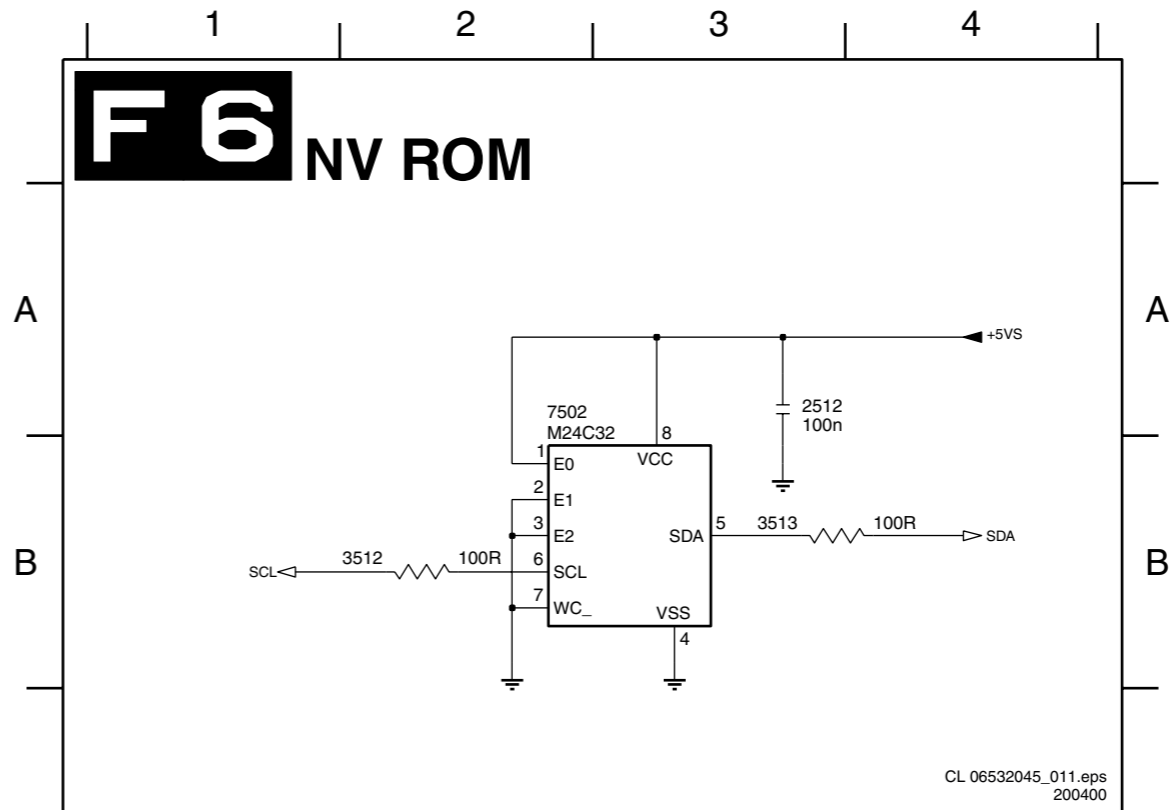 1 2 3 4
F 6 NV ROM
A A
+5VS
2512
100n
7502
M24C32
8
VCC
1 E0
2 E1
3 E2
SDA 5 3513 100R SDA
B B
SCL 3512 100R 6 SCL
7 WC_
VSS
4
CL 06532045_011.eps
200400